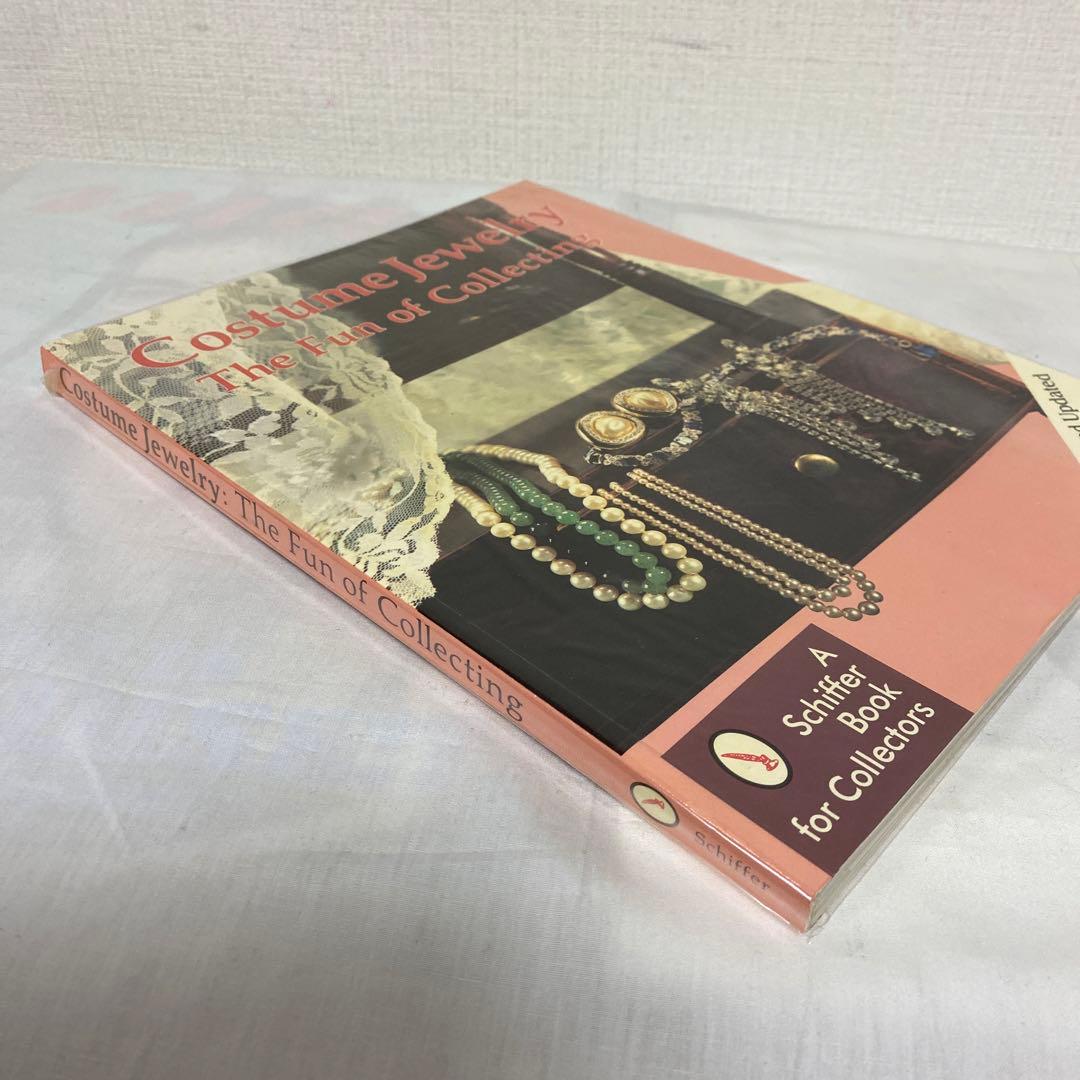 Costume Jewelry
The Fun of Collecting
Updated
A
Schiffer
Book
for Collectors
Costume Jewelry: The Fun of Collecting
Schiffer